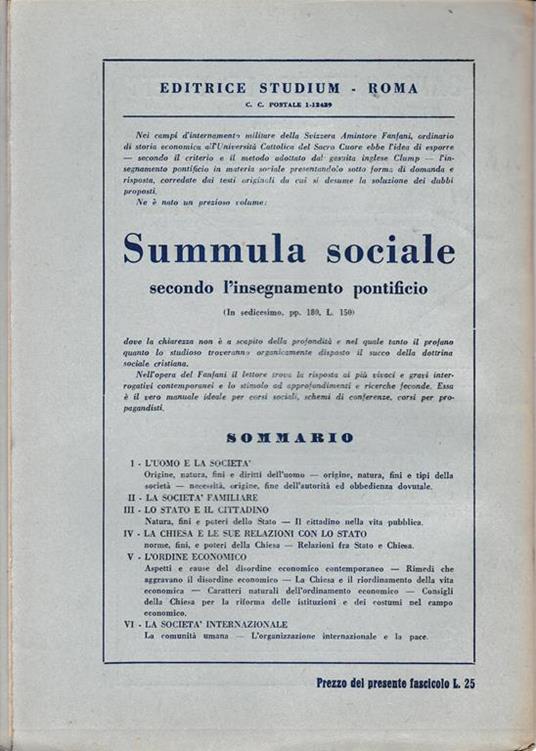 EDITRICE STUDIUM - ROMA
C. C. POSTALE 1-12429
Nei campi d'internamento militare della Svizzera Amintore Fanfani, ordinario
di storia economica all'Università Cattolica del Sacro Cuore ebbe l'idea di esporre
— secondo il criterio e il metodo adottato dal gesuita inglese Clump — l'in-
segnamento pontificio in materia sociale presentandolo sotto forma di domanda e
risposta, corredate dai testi originali da cui si desume la soluzione dei dubbi
proposti.
Ne è nato un prezioso volume:
Summula sociale
secondo l'insegnamento pontificio
(In sedicesimo, pp. 180, L. 150)
dove la chiarezza non è a scapito della profondità e nel quale tanto il profano
quanto lo studioso troveranno organicamente disposto il succo della dottrina
sociale cristiana.
Nell'opera del Fanfani il lettore trova la risposta ai più vivaci e gravi inter-
rogativi contemporanei e lo stimolo ad approfondimenti e ricerche feconde. Essa
è il vero manuale ideale per corsi sociali, schemi di conferenze, corsi per pro-
pagandisti.
SOMMARIO
I - L'UOMO E LA SOCIETA'
Origine, natura, fini e diritti dell'uomo — origine, natura, fini e tipi della
società — necessità, origine, fine dell'autorità ed obbedienza dovutale.
II - LA SOCIETA' FAMILIARE
III - LO STATO E IL CITTADINO
Natura, fini e poteri dello Stato — Il cittadino nella vita pubblica.
IV - LA CHIESA E LE SUE RELAZIONI CON LO STATO
norme, fini, e poteri della Chiesa — Relazioni fra Stato e Chiesa.
V - L'ORDINE ECONOMICO
Aspetti e cause del disordine economico contemporaneo — Rimedi che
aggravano il disordine economico — La Chiesa e il riordinamento della vita
economica — Caratteri naturali dell'ordinamento economico — Consigli
della Chiesa per la riforma delle istituzioni e dei costumi nel campo
economico.
VI - LA SOCIETA' INTERNAZIONALE
La comunità umana — L'organizzazione internazionale e la pace.
Prezzo del presente fascicolo L. 25